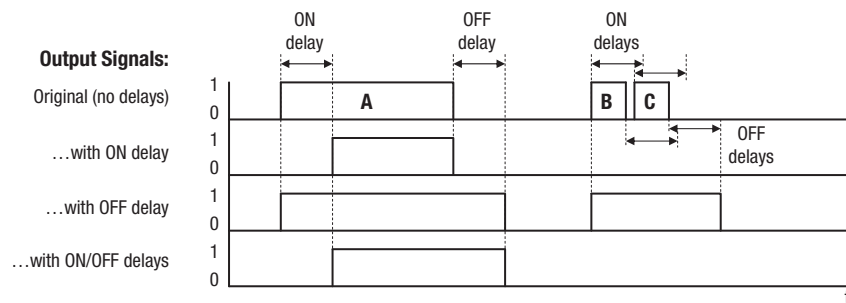 ON delay
OFF delay
ON delays
Output Signals:
Original (no delays)
1
0
A
B
C
OFF delays
…with ON delay
1
0
…with OFF delay
1
0
…with ON/OFF delays
1
0